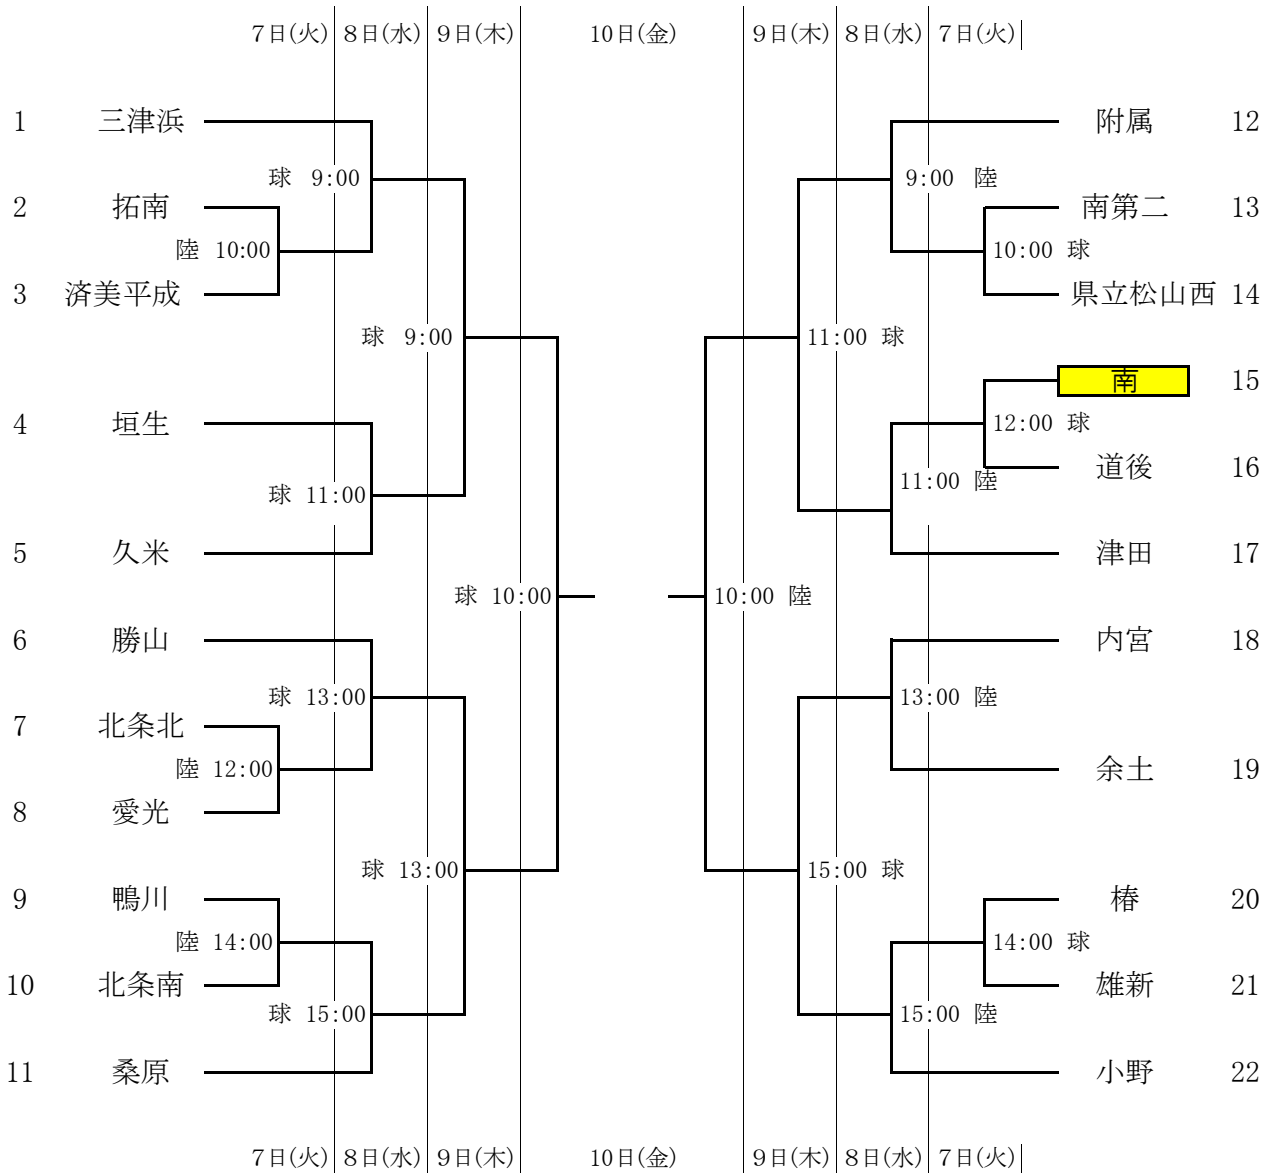 7日(火) 8日(水) 9日(木) 10日(金) 9日(木) 8日(水) 7日(火)
1 三津浜 附属 12
球 9:00 9:00 陸
2 拓南 南第二 13
陸 10:00 10:00 球
3 済美平成 県立松山西 14
球 9:00 11:00 球
南 15
4 垣生 12:00 球
道後 16
球 11:00 11:00 陸
5 久米 津田 17
球 10:00 10:00 陸
6 勝山 内宮 18
球 13:00 13:00 陸
7 北条北
陸 12:00 余土 19
8 愛光
球 13:00 15:00 球
9 鴨川 椿 20
陸 14:00 14:00 球
10 北条南 雄新 21
球 15:00 15:00 陸
11 桑原 小野 22
7日(火) 8日(水) 9日(木) 10日(金) 9日(木) 8日(水) 7日(火)